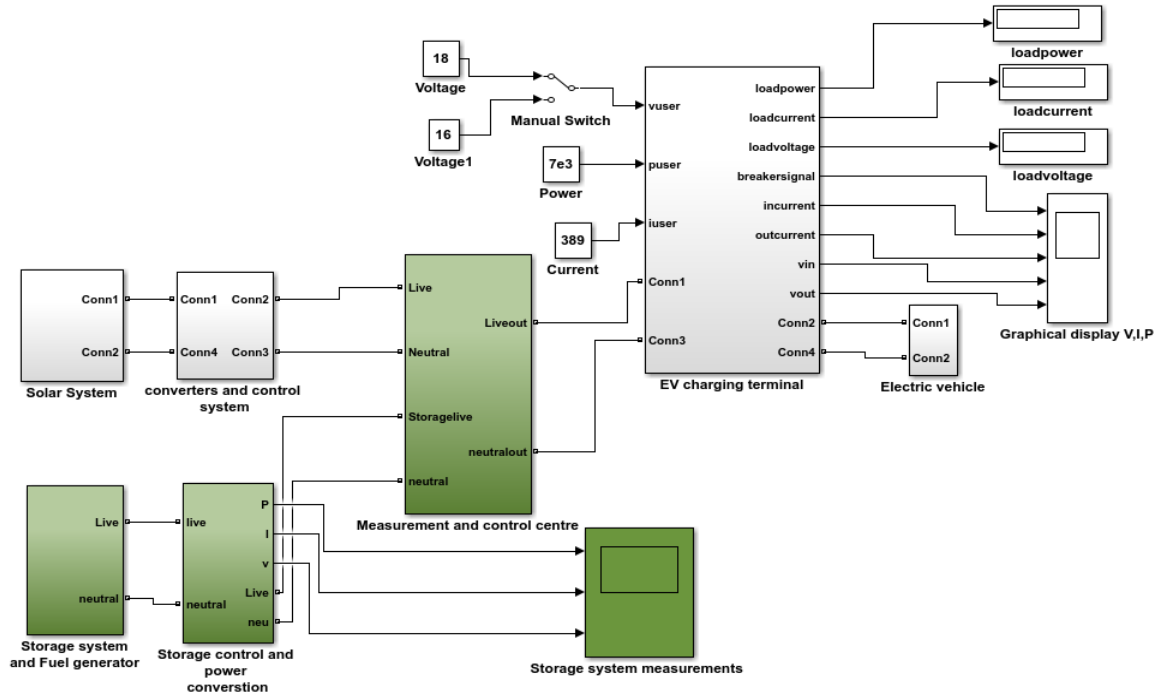 loadpower
18
Voltage
Manual Switch
16
Voltage1
7e3
Power
389
Current
vuser
puser
iuser
Conn1
Conn3
loadpower
loadcurrent
loadvoltage
breakersignal
incurrent
outcurrent
vin
vout
Conn2
Conn4
EV charging terminal
loadcurrent
loadvoltage
Graphical display V,I,P
Conn1
Conn2
Electric vehicle
Conn1
Conn2
Solar System
Conn1
Conn2
Conn4
Conn3
converters and control
system
Live
Liveout
Neutral
Storagelive
neutralout
neutral
Measurement and control centre
Live
neutral
Storage system
and Fuel generator
P
live
I
v
Live
neutral
neu
Storage control and
power
converstion
Storage system measurements